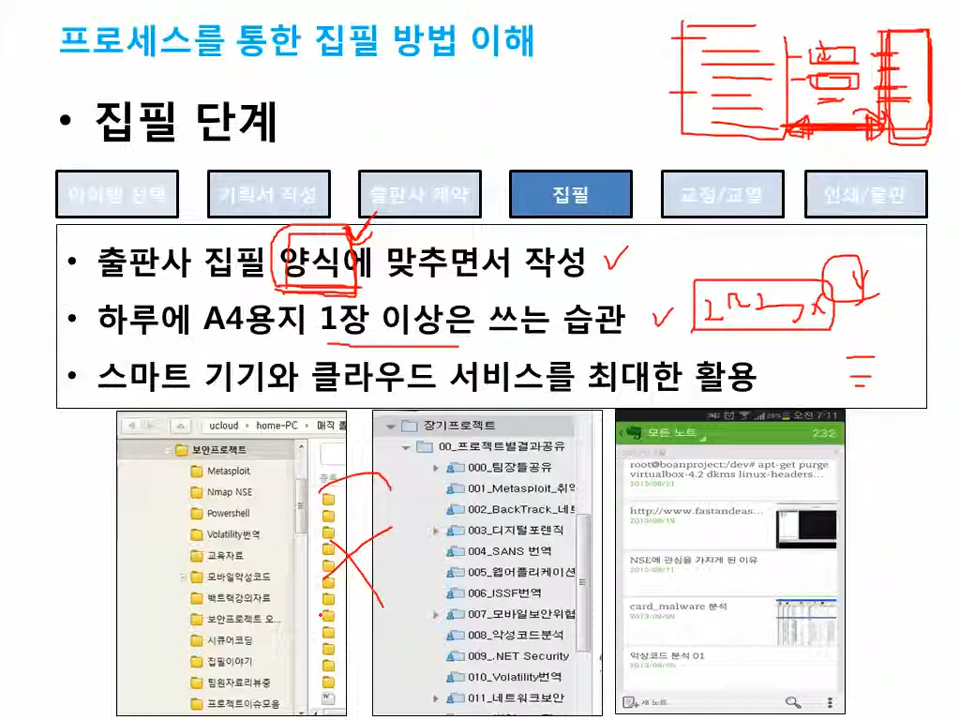 프로세스를 통한 집필 방법 이해
• 집필 단계
아이템 선택 기획서 작성 출판사 계약 집필 교정/교열 인쇄/출판
• 출판사 집필 양식에 맞추면서 작성
• 하루에 A4용지 1장 이상은 쓰는 습관
• 스마트 기기와 클라우드 서비스를 최대한 활용
ucloud home-PC 매직
보안프로젝트
Metasploit
Nmap NSE
Powershell
Volatility번역
교육자료
모바일악성코드
백트랙강의자료
보안프로젝트 오...
시큐어코딩
집필이야기
팀원자료리뷰중
프로젝트이슈모음
장기프로젝트
00_프로젝트별결과공유
000_팀장들공유
001_Metasploit_취약
002_BackTrack_네트
003_디지털포렌식
004_SANS 번역
005_웹어플리케이션
006_ISSF번역
007_모바일보안위협
008_악성코드분석
009_.NET Security
010_Volatility번역
011_네트워크보안
오전 7:11
모든 노트 232
root@boanproject:/dev# apt-get purge
virtualbox-4.2 dkms linux-headers...
2013/08/21
http://www.fastandeas...
2013/08/19
NSE에 관심을 가지게 된 이유
2013/08/11
card_malware 분석
2013/08/09
악성코드 분석 01
2013/08/05
새 노트